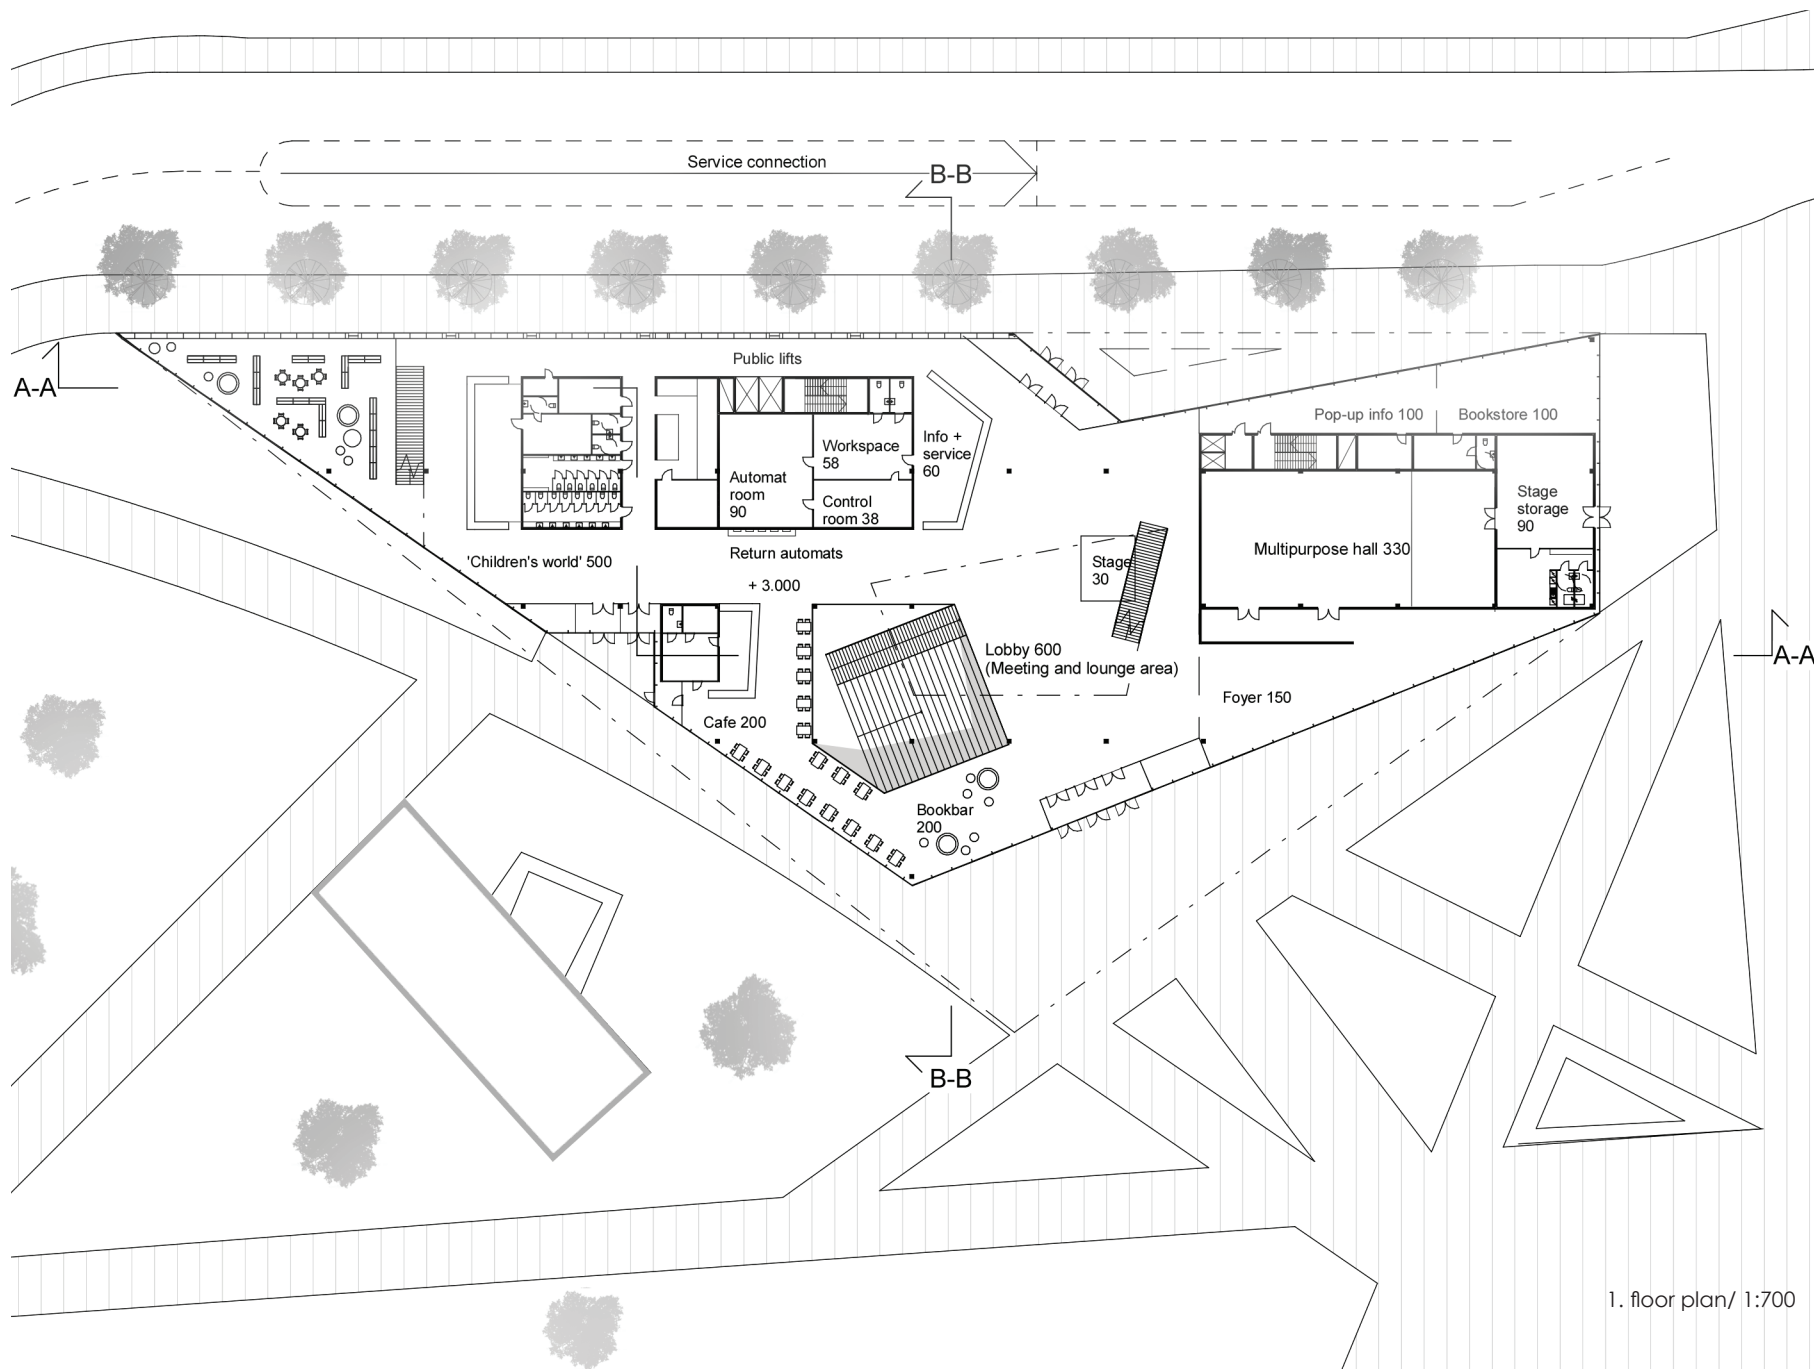 Service connection
B-B
Public lifts
A-A
Pop-up info 100
Bookstore 100
Info +
service
60
Workspace
58
Automat
room
90
Control
room 38
Stage
storage
90
Multipurpose hall 330
Return automats
'Children's world' 500
+ 3.000
Stage
30
Lobby 600
(Meeting and lounge area)
A-A
Foyer 150
Cafe 200
Bookbar
200
B-B
1. floor plan/ 1:700